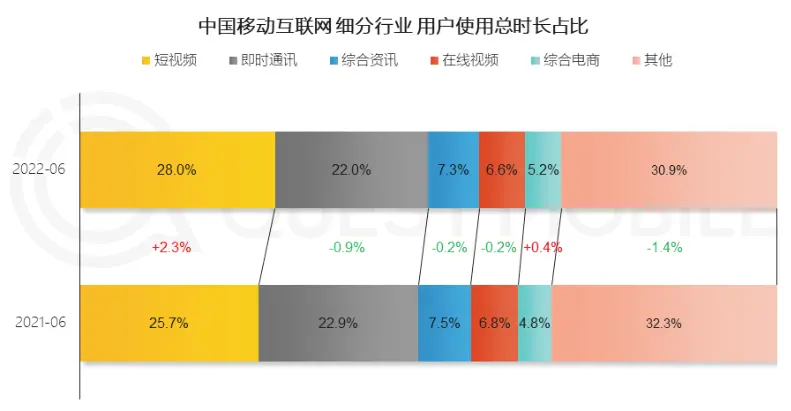 中国移动互联网 细分行业 用户使用总时长占比
短视频 即时通讯 综合资讯 在线视频 综合电商 其他
2022-06 28.0% 22.0% 7.3% 6.6% 5.2% 30.9%
+2.3% -0.9% -0.2% -0.2% +0.4% -1.4%
QUESTMOBILE
2021-06 25.7% 22.9% 7.5% 6.8% 4.8% 32.3%